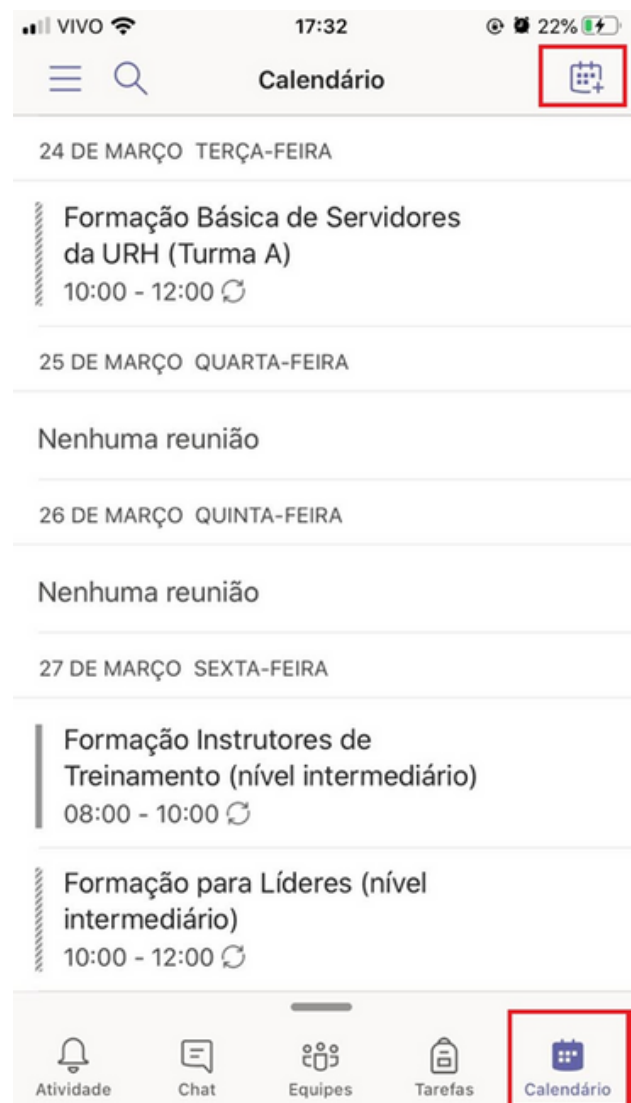 VIVO 17:32 22%
Calendário
24 DE MARÇO TERÇA-FEIRA
Formação Básica de Servidores
da URH (Turma A)
10:00 - 12:00
25 DE MARÇO QUARTA-FEIRA
Nenhuma reunião
26 DE MARÇO QUINTA-FEIRA
Nenhuma reunião
27 DE MARÇO SEXTA-FEIRA
Formação Instrutores de
Treinamento (nível intermediário)
08:00 - 10:00
Formação para Líderes (nível
intermediário)
10:00 - 12:00
Atividade Chat Equipes Tarefas Calendário